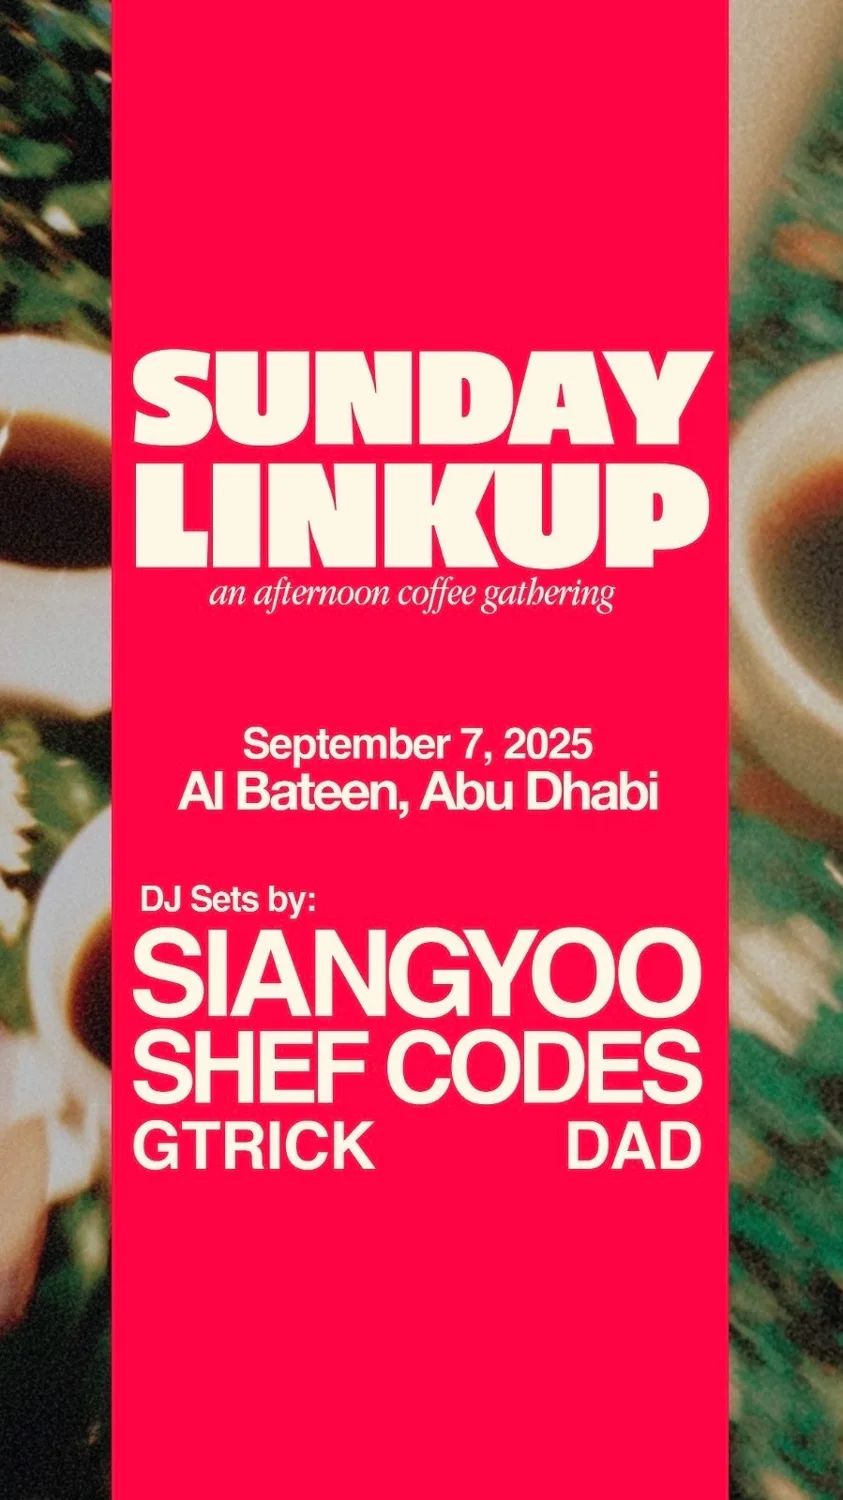 SUNDAY
LINKUP
an afternoon coffee gathering
September 7, 2025
Al Bateen, Abu Dhabi
DJ Sets by:
SIANGYOO
SHEF CODES
GTRICK DAD